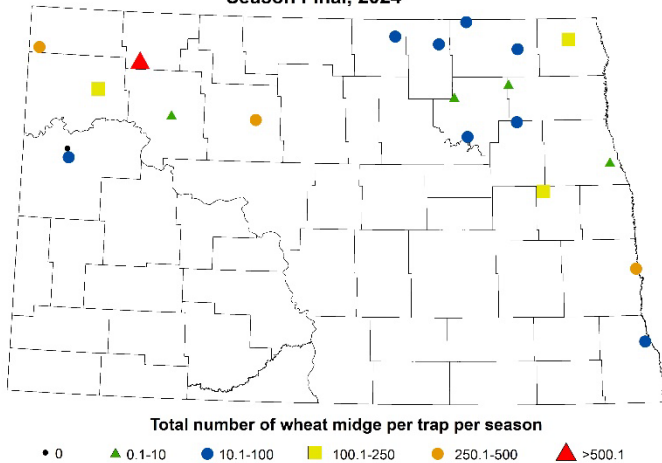 Season Final, 2024
Total number of wheat midge per trap per season
0 0.1-10 10.1-100 100.1-250 250.1-500 >500.1